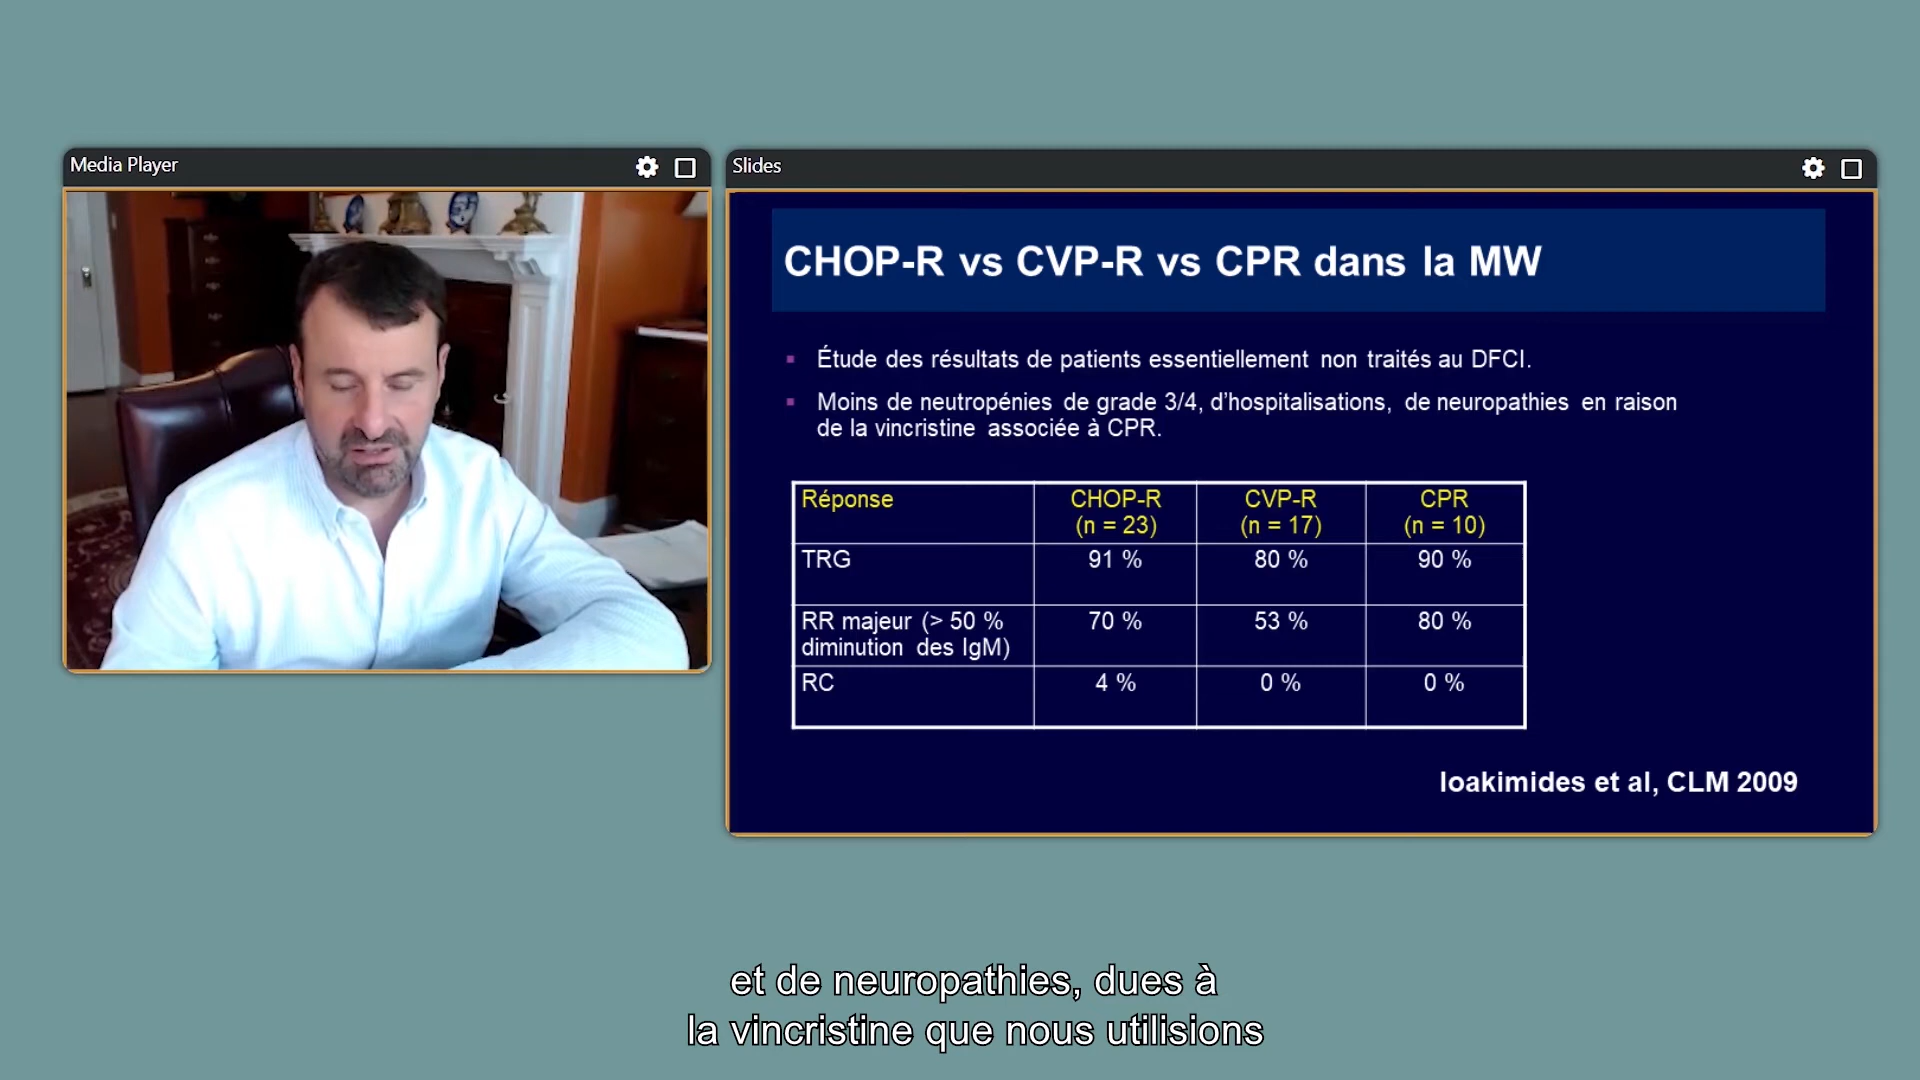 Media Player
Slides
CHOP-R vs CVP-R vs CPR dans la MW
Étude des résultats de patients essentiellement non traités au DFCI.
Moins de neutropénies de grade 3/4, d'hospitalisations, de neuropathies en raison
de la vincristine associée à CPR.
Réponse CHOP-R CVP-R CPR
(n = 23) (n = 17) (n = 10)
TRG 91 % 80 % 90 %
RR majeur (> 50 % 70 % 53 % 80 %
diminution des IgM)
RC 4 % 0 % 0 %
Ioakimides et al, CLM 2009
et de neuropathies, dues à
la vincristine que nous utilisions